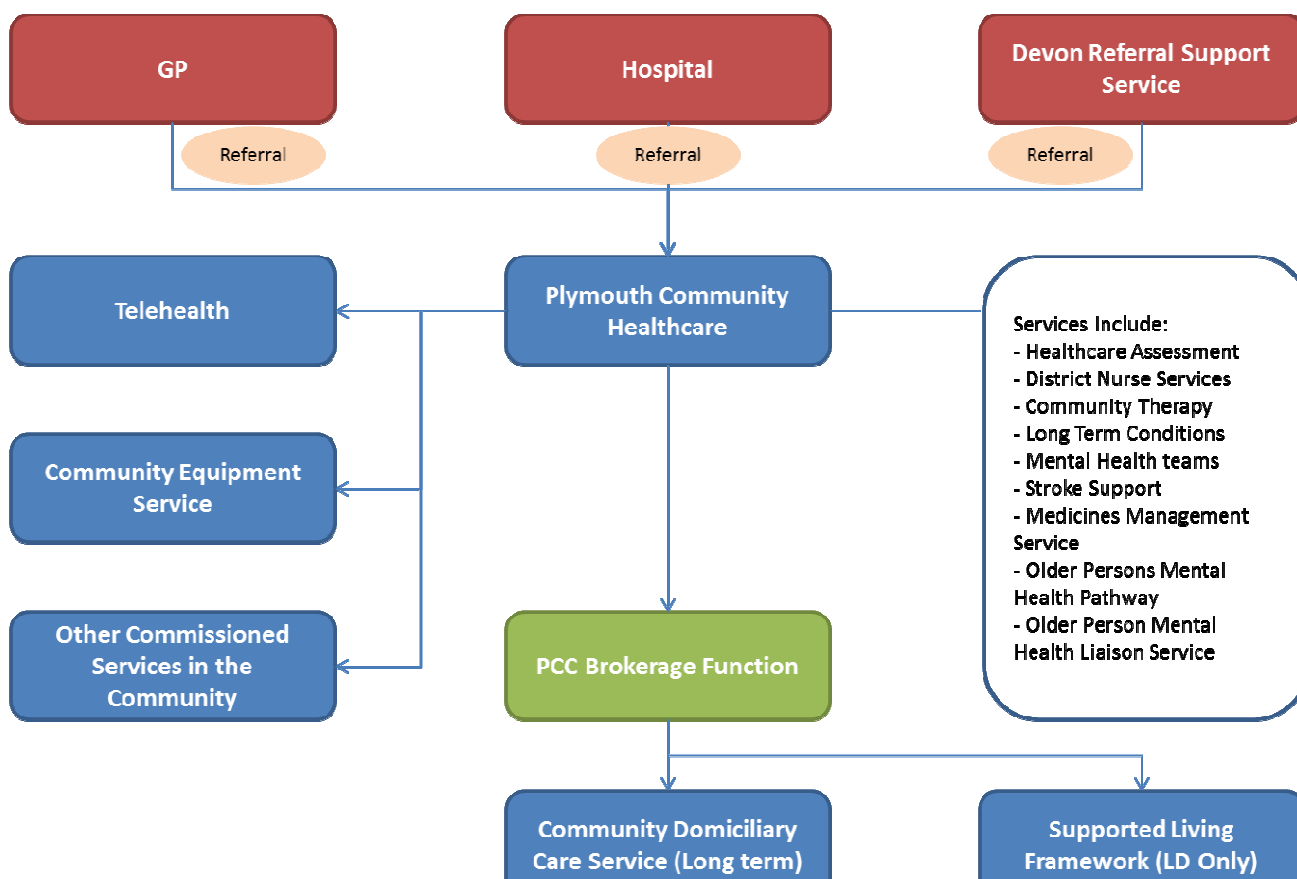 GP
Hospital
Devon Referral Support
Service
Referral
Referral
Referral
Telehealth
Plymouth Community
Healthcare
Services Include:
- Healthcare Assessment
- District Nurse Services
- Community Therapy
- Long Term Conditions
- Mental Health teams
- Stroke Support
- Medicines Management
Service
- Older Persons Mental
Health Pathway
- Older Person Mental
Health Liaison Service
Community Equipment
Service
Other Commissioned
Services in the
Community
PCC Brokerage Function
Community Domiciliary
Care Service (Long term)
Supported Living
Framework (LD Only)